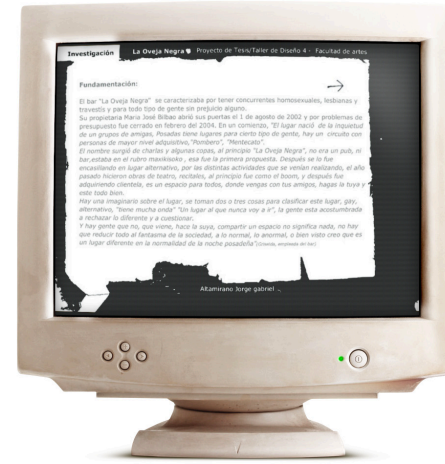 Investigación La Oveja Negra Proyecto de Tesis/Taller de Diseño 4 - Facultad de artes
Fundamentación:
El bar "La Oveja Negra" se caracterizaba por tener concurrentes homosexuales, lesbianas y
travestis y para todo tipo de gente sin prejuicio alguno.
Su propietaria María José Bilbao abrió sus puertas el 1 de agosto de 2002 y por problemas de
presupuesto fue cerrado en febrero del 2004. En un comienzo, "El lugar nació de la inquietud
de un grupos de amigas, Posadas tiene lugares para cierto tipo de gente, hay un circuito con
personas de mayor nivel adquisitivo,"Pombero", "Mentecato".
El nombre surgió de charlas y algunas copas, al principio "La Oveja Negra", no era un pub, ni
bar,estaba en el rubro maxikiosko , esa fue la primera propuesta. Después se lo fue
encasillando en lugar alternativo, por las distintas actividades que se venían realizando, el año
pasado hicieron obras de teatro, recitales, al principio fue como el boom, y después fue
adquinendo clientela, es un espacio para todos, donde vengas con tus amigos, hagas la tuya y
este todo bien.
Hay una imaginario sobre el lugar, se toman dos o tres cosas para clasificar este lugar, gay,
alternativo, "tiene mucha onda" "Un lugar al que nunca voy a ir", la gente esta acostumbrada
a rechazar lo diferente y a cuestionar.
Y hay gente que no, que viene, hace la suya, compartir un espacio no significa nada, no hay
que reducir todo al fantasma de la sociedad, a lo normal, lo anormal, o bien visto creo que es
un lugar diferente en la normalidad de la noche posadeña"
Altamirano Jorge gabriel